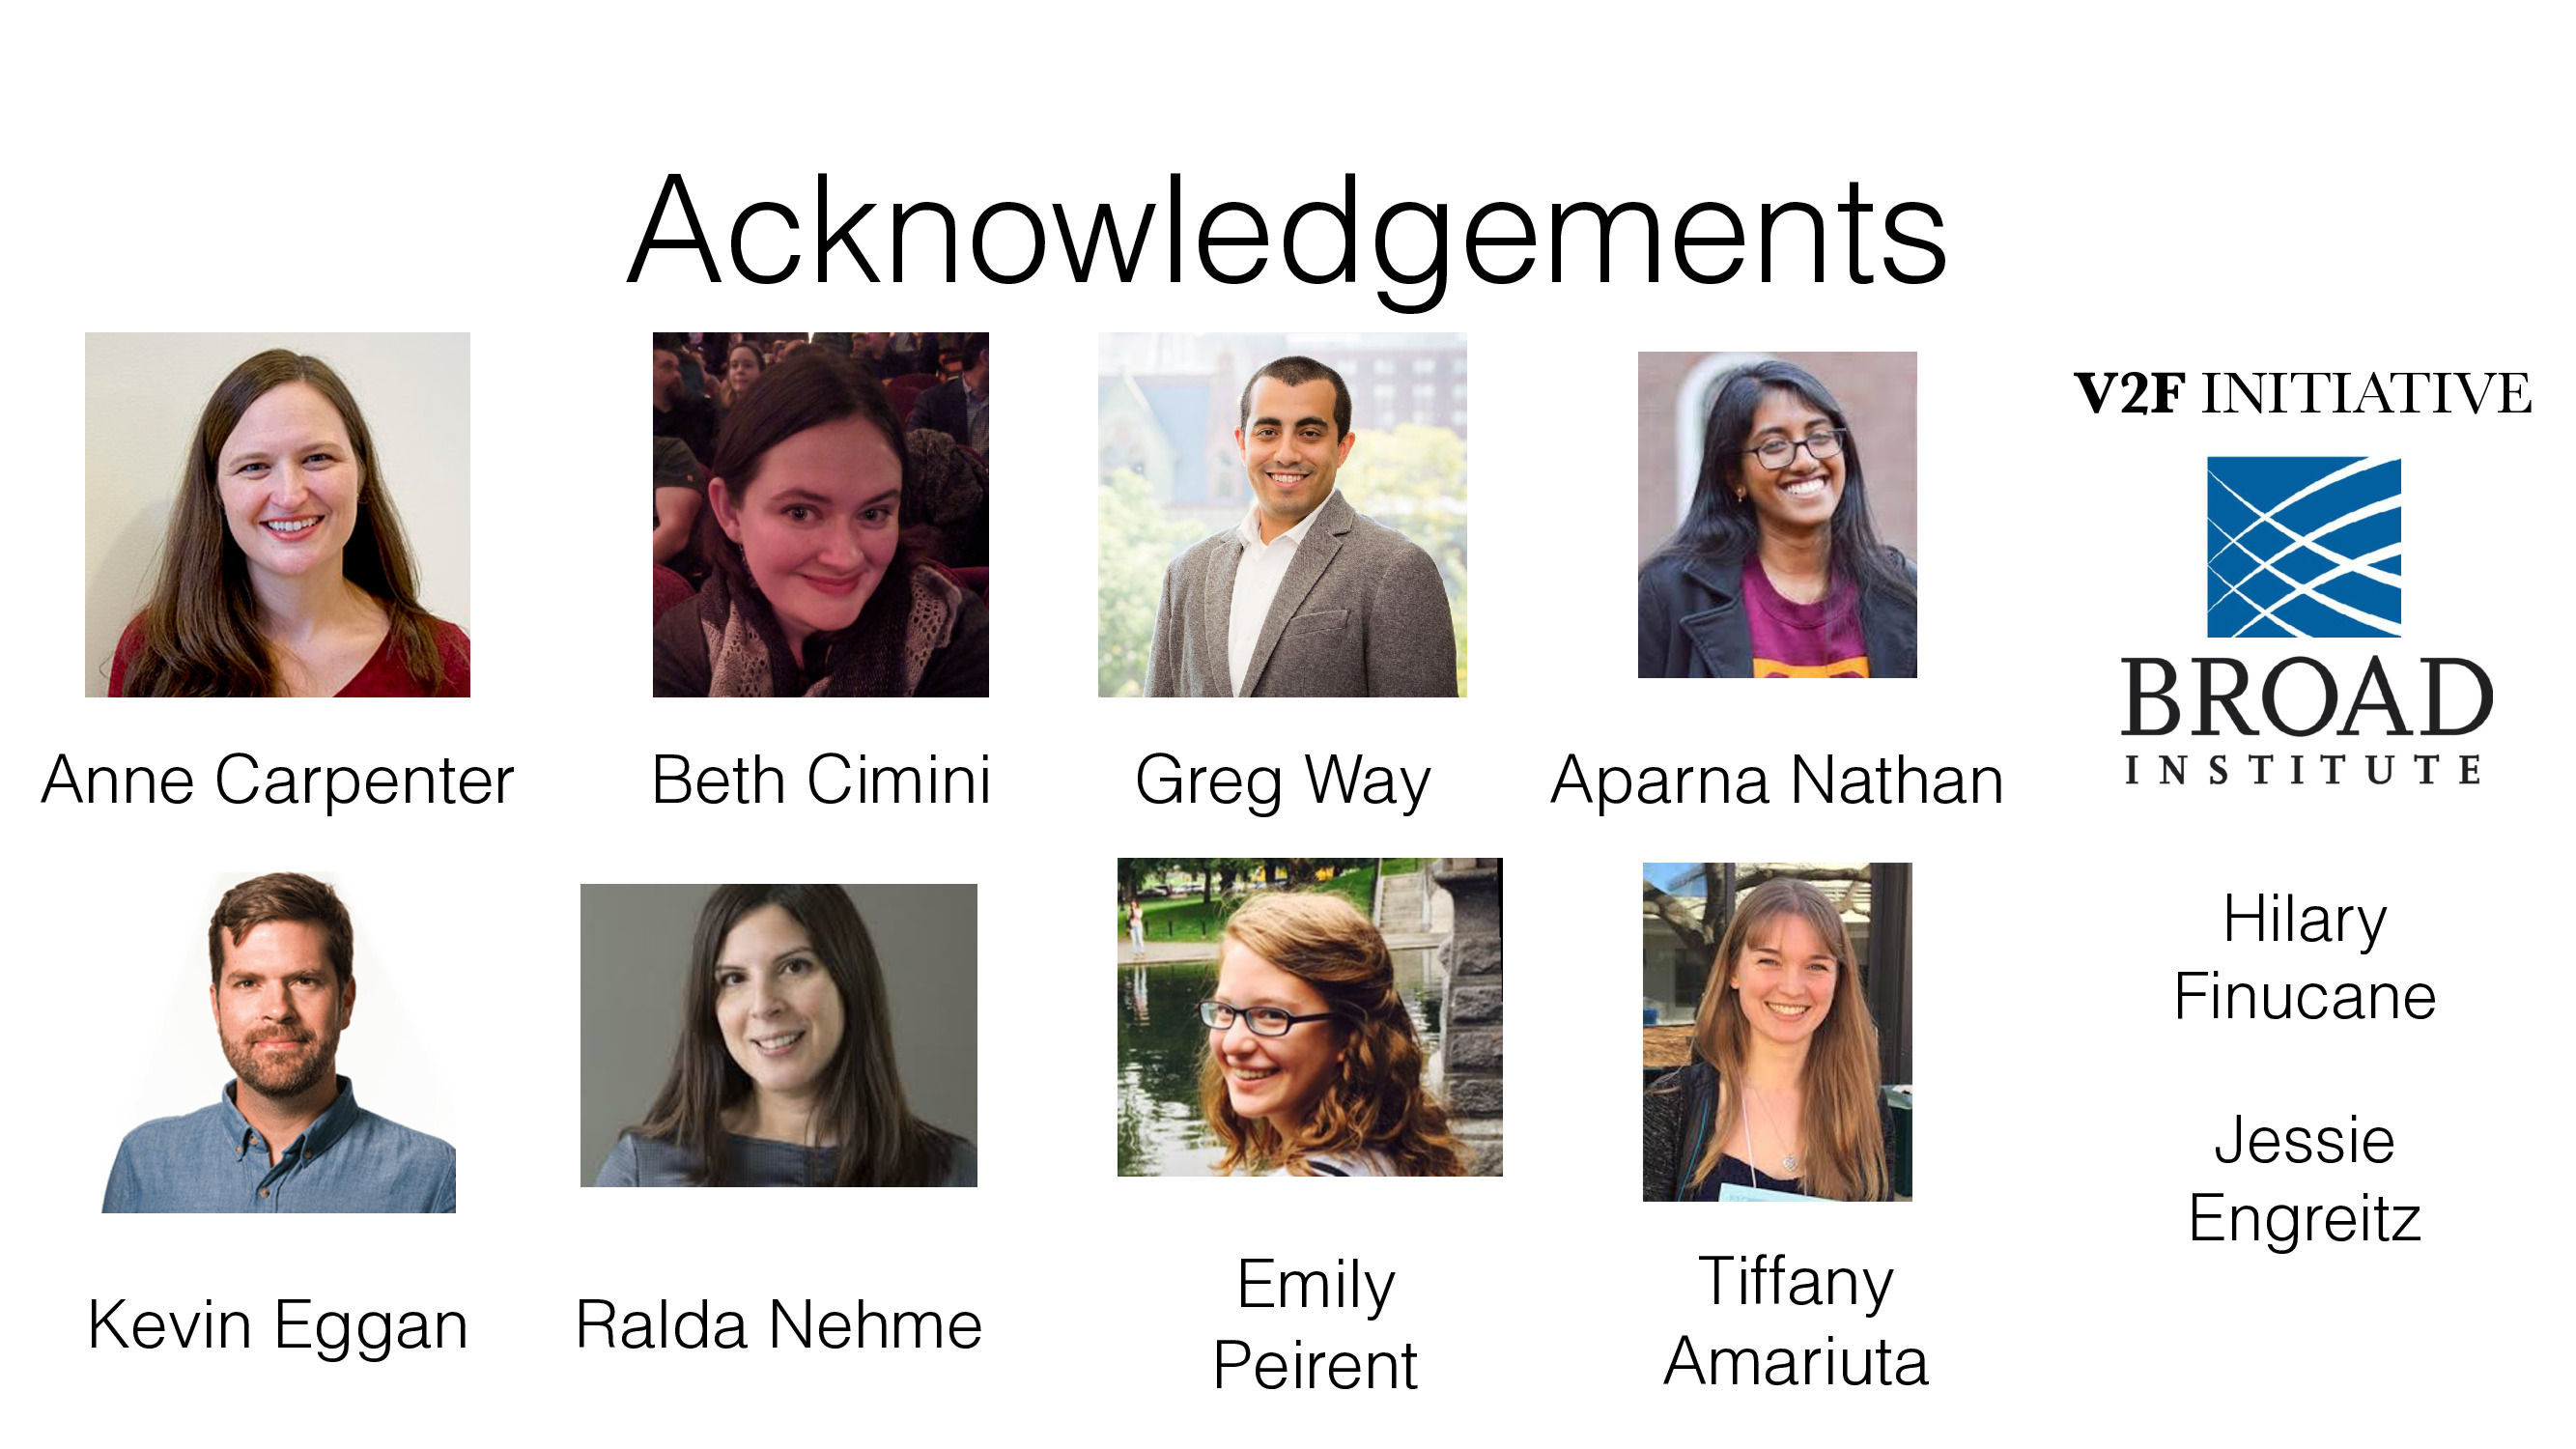 Acknowledgements
V2F INITIATIVE
BROAD
INSTITUTE
Anne Carpenter
Beth Cimini
Greg Way
Aparna Nathan
Kevin Eggan
Ralda Nehme
Emily
Peirent
Tiffany
Amariuta
Hilary
Finucane
Jessie
Engreitz